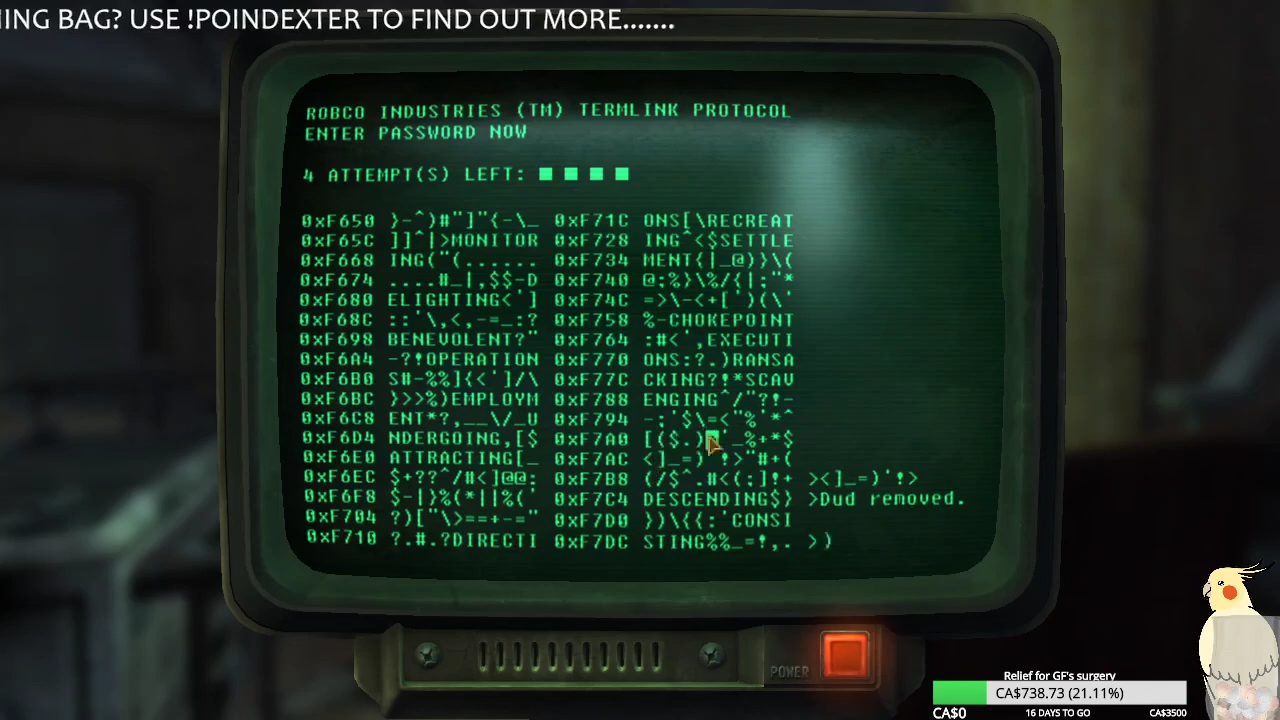 ING BAG? USE !POINDEXTER TO FIND OUT MORE.......
ROBCO INDUSTRIES (TM) TERMLINK PROTOCOL
ENTER PASSWORD NOW
4 ATTEMPT(S) LEFT: ■ ■ ■ ■
0xF650 }-^)#"]"{-\_ 0xF71C ONS[\RECREAT
0xF65C ]]^|>MONITOR 0xF728 ING^<$SETTLE
0xF668 ING("(...... 0xF734 MENT{|_@)}\(
0xF674 ....#_|,$$-D 0xF740 @:%}\%/{|;"*
0xF680 ELIGHTING<'] 0xF74C =>\-<+[')(\'
0xF68C ::'\,<,-=_:? 0xF758 %-CHOKEPOINT
0xF698 BENEVOLENT?" 0xF764 :#<',EXECUTI
0xF6A4 -?!OPERATION 0xF770 ONS:?.)RANSA
0xF6B0 S#-%%]{<']/\ 0xF77C CKING?!*SCAV
0xF6BC }>>>%)EMPLOYM 0xF788 ENGING^/"?!-
0xF6C8 ENT*?,__\/_U 0xF794 -;'$\=<"%'*^
0xF6D4 NDERGOING,[$ 0xF7A0 [($.) '_%+*$
0xF6E0 ATTRACTING[_ 0xF7AC <]_=)'!>"#+(
0xF6EC $+??^/#<]@@: 0xF7B8 (/$^.#<(;]!+ ><]_=)'!>
0xF6F8 $-|}%(*||%(' 0xF7C4 DESCENDING$} >Dud removed.
0xF704 ?)["\>==+-=" 0xF7D0 })\{{:'CONSI
0xF710 ?.#.?DIRECTI 0xF7DC STING%%_=!,. >)
POWER
Relief for GF's surgery
CA$738.73 (21.11%)
CA$0 16 DAYS TO GO CA$3500